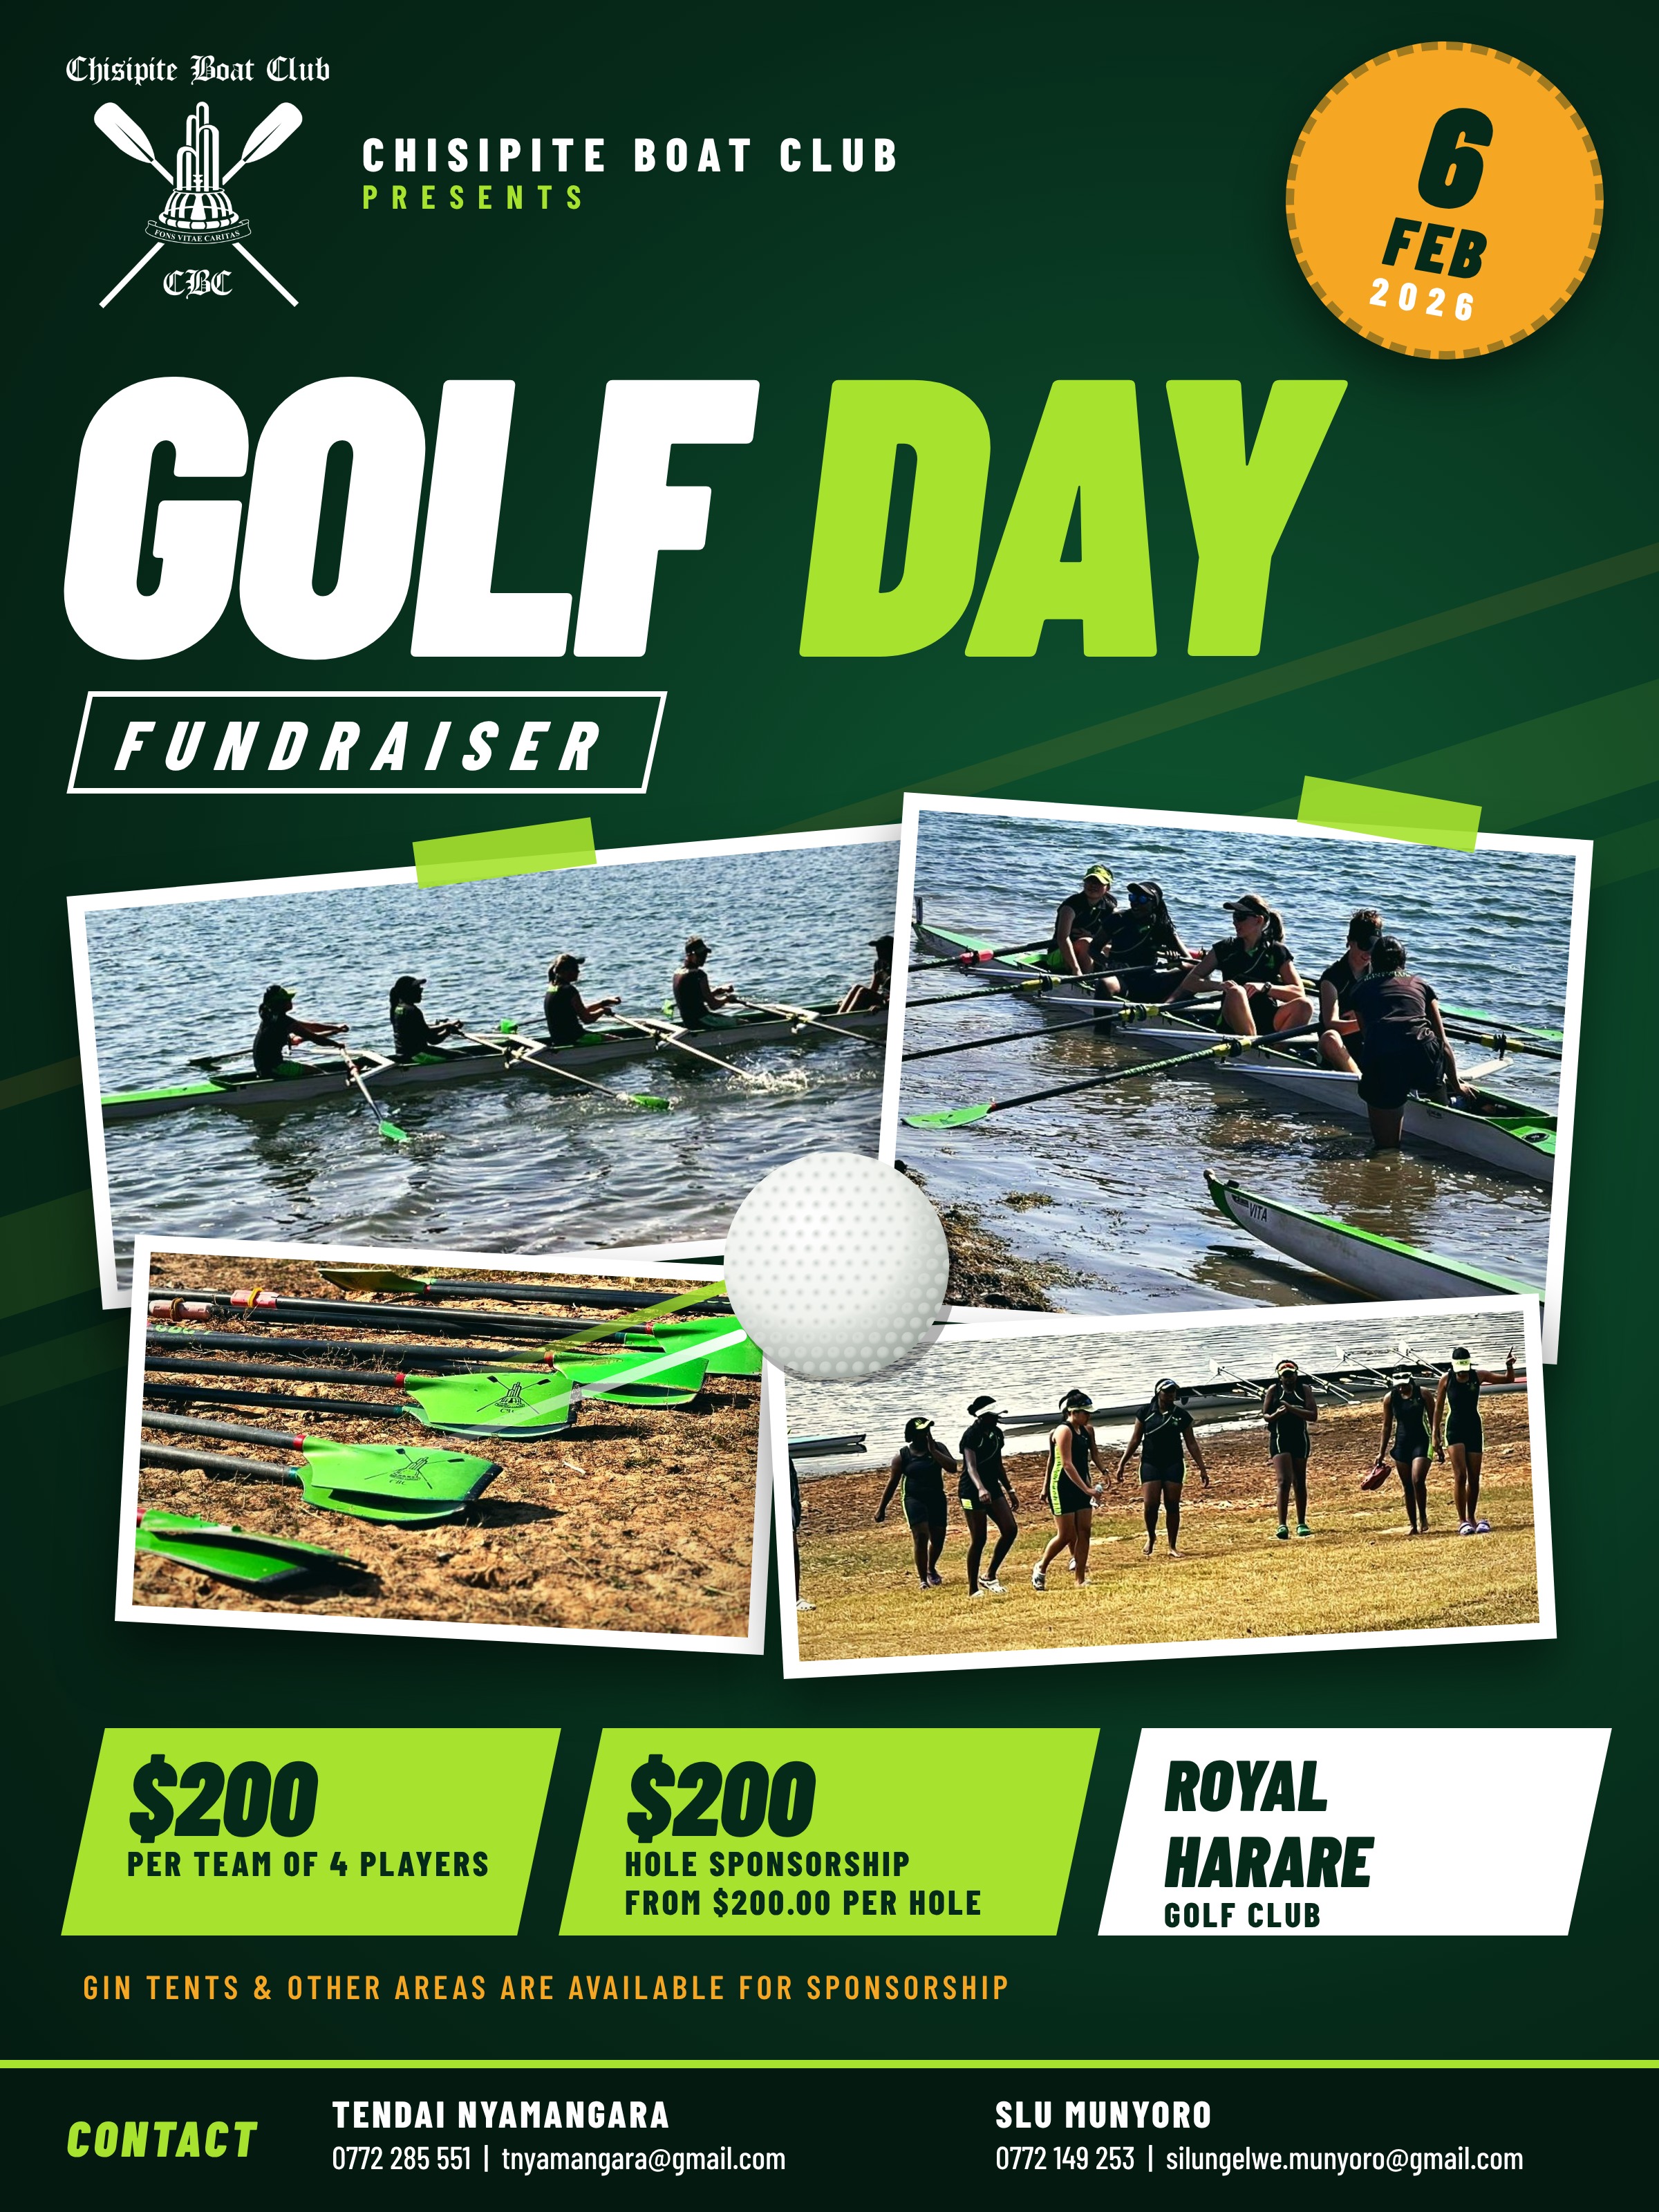 Chisipite Boat Club
FONS VITAE CARITAS
CBC
CHISIPITE BOAT CLUB
PRESENTS
6
FEB
2026
GOLF DAY
FUNDRAISER
VITA
$200
PER TEAM OF 4 PLAYERS
$200
HOLE SPONSORSHIP
FROM $200.00 PER HOLE
ROYAL
HARARE
GOLF CLUB
GIN TENTS & OTHER AREAS ARE AVAILABLE FOR SPONSORSHIP
CONTACT
TENDAI NYAMANGARA
0772 285 551 | tnyamangara@gmail.com
SLU MUNYORO
0772 149 253 | silungelwe.munyoro@gmail.com